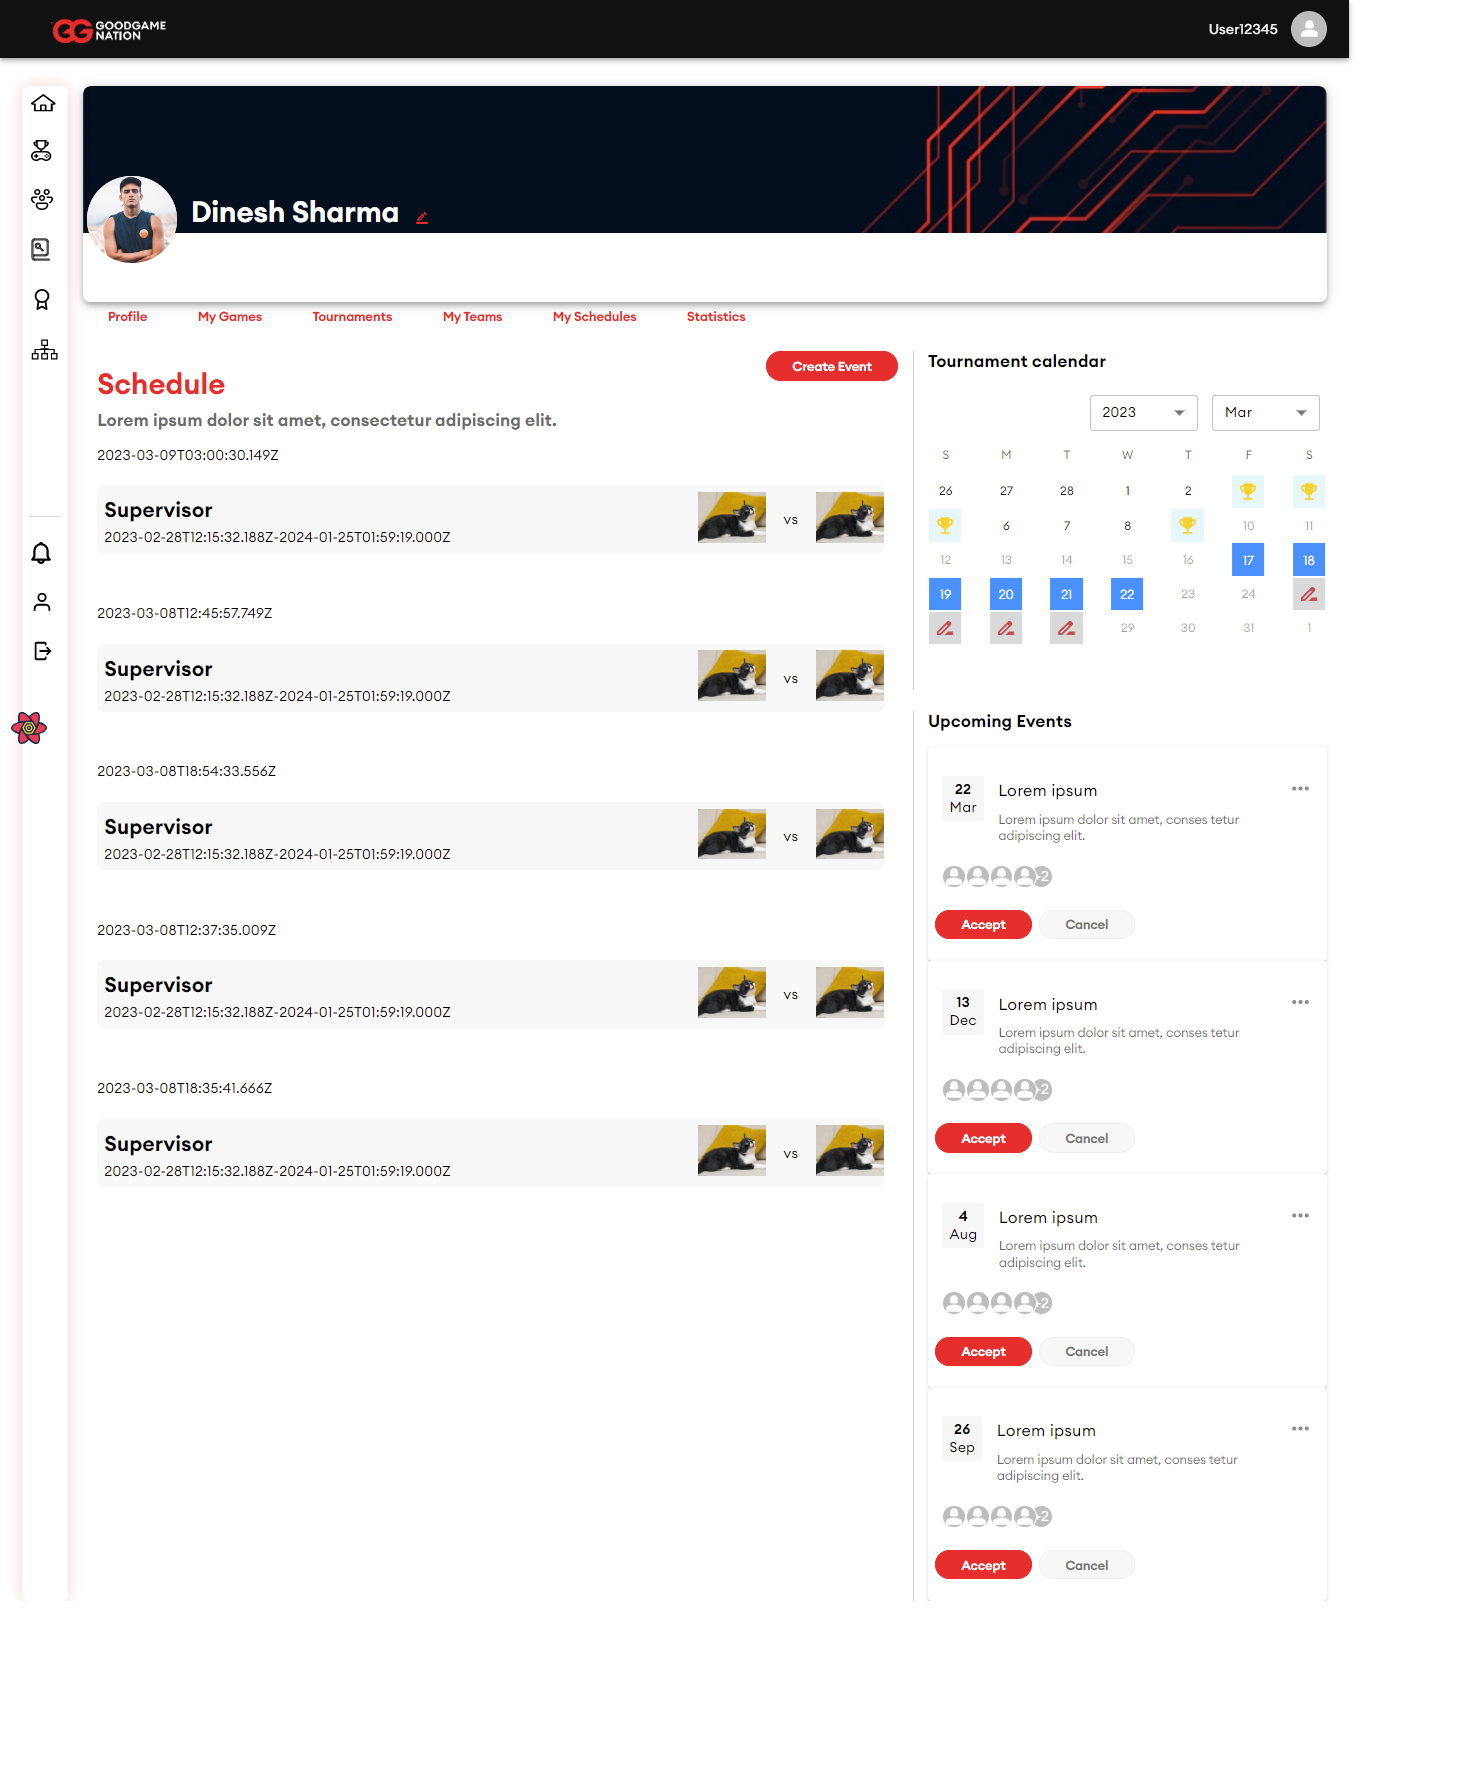 GOODGAME
NATION
User12345
Dinesh Sharma
Profile
My Games
Tournaments
My Teams
My Schedules
Statistics
Create Event
Schedule
Lorem ipsum dolor sit amet, consectetur adipiscing elit.
2023-03-09T03:00:30.149Z
Supervisor
vs
2023-02-28T12:15:32.188Z-2024-01-25T01:59:19.000Z
2023-03-08T12:45:57.749Z
Supervisor
vs
2023-02-28T12:15:32.188Z-2024-01-25T01:59:19.000Z
2023-03-08T18:54:33.556Z
Supervisor
vs
2023-02-28T12:15:32.188Z-2024-01-25T01:59:19.000Z
2023-03-08T12:37:35.009Z
Supervisor
vs
2023-02-28T12:15:32.188Z-2024-01-25T01:59:19.000Z
2023-03-08T18:35:41.666Z
Supervisor
vs
2023-02-28T12:15:32.188Z-2024-01-25T01:59:19.000Z
Tournament calendar
2023 Mar
S M T W T F S
26 27 28 1 2
6 7 8 10 11
12 13 14 15 16 17 18
19 20 21 22 23 24
29 30 31 1
Upcoming Events
22
Mar
Lorem ipsum
Lorem ipsum dolor sit amet, conses tetur
adipiscing elit.
+2
Accept Cancel
13
Dec
Lorem ipsum
Lorem ipsum dolor sit amet, conses tetur
adipiscing elit.
+2
Accept Cancel
4
Aug
Lorem ipsum
Lorem ipsum dolor sit amet, conses tetur
adipiscing elit.
+2
Accept Cancel
26
Sep
Lorem ipsum
Lorem ipsum dolor sit amet, conses tetur
adipiscing elit.
+2
Accept Cancel